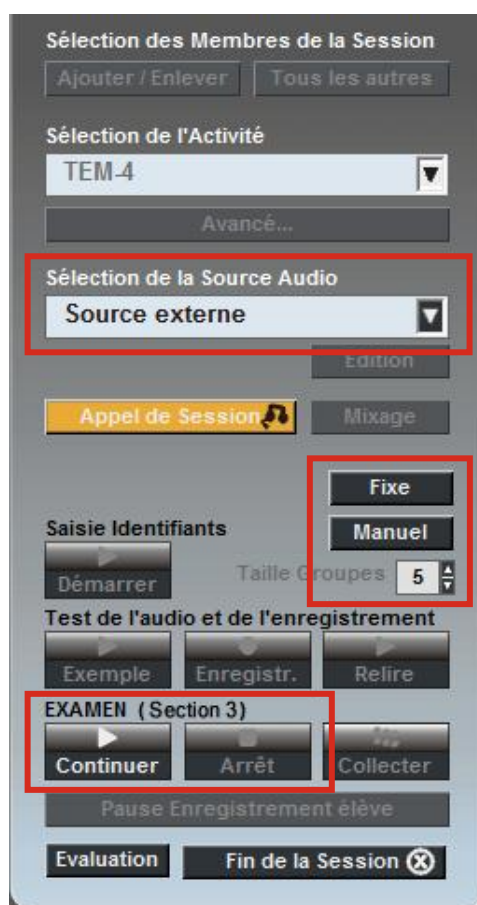 Sélection des Membres de la Session
Ajouter / Enlever Tous les autres
Sélection de l'Activité
TEM-4
Avancé...
Sélection de la Source Audio
Source externe
Edition
Appel de Session Mixage
Fixe
Saisie Identifiants Manuel
Démarrer Taille Groupes 5
Test de l'audio et de l'enregistrement
Exemple Enregistr. Relire
EXAMEN ( Section 3)
Continuer Arrêt Collecter
Pause Enregistrement élève
Evaluation Fin de la Session